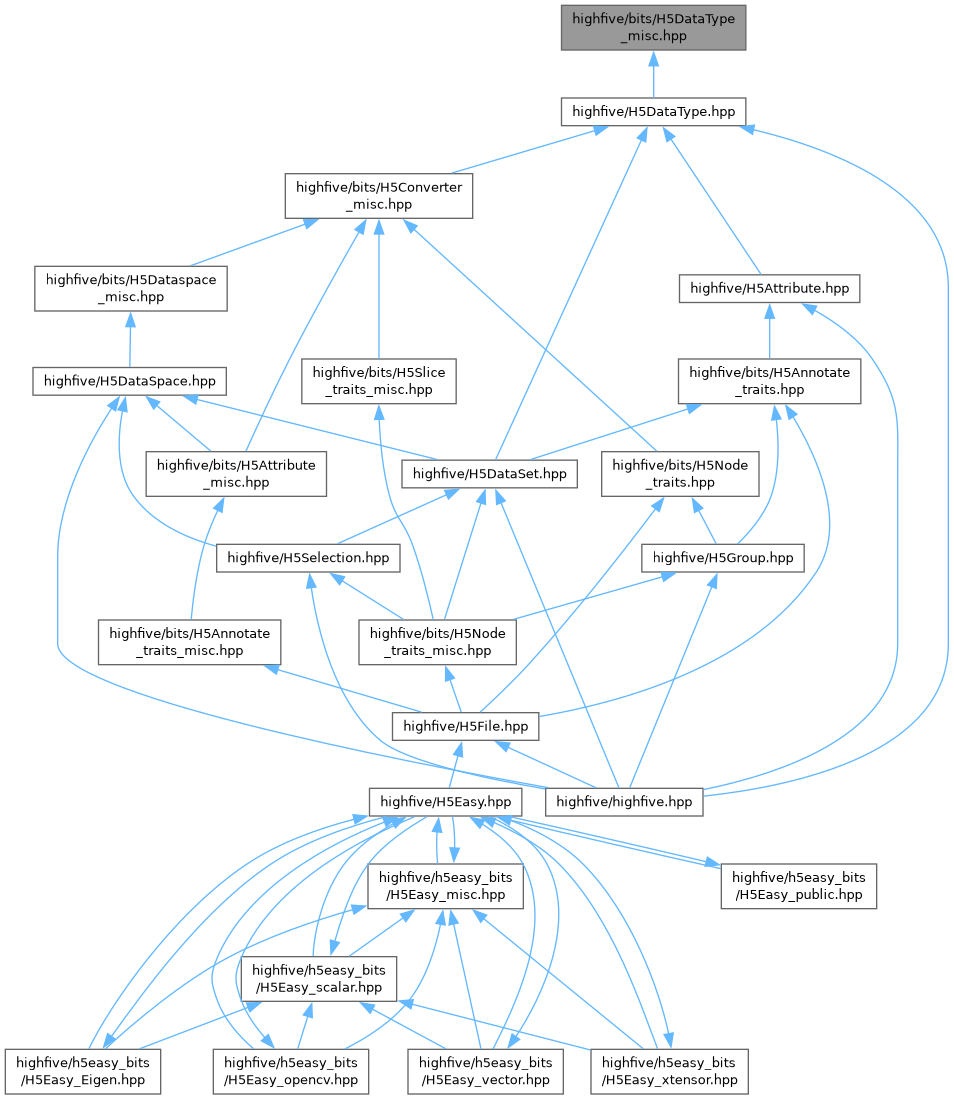 highfive/bits/H5DataType
_misc.hpp
highfive/H5DataType.hpp
highfive/bits/H5Converter
_misc.hpp
highfive/bits/H5Dataspace
_misc.hpp
highfive/H5Attribute.hpp
highfive/H5DataSpace.hpp
highfive/bits/H5Slice
_traits_misc.hpp
highfive/bits/H5Annotate
_traits.hpp
highfive/bits/H5Attribute
_misc.hpp
highfive/H5DataSet.hpp
highfive/bits/H5Node
_traits.hpp
highfive/H5Selection.hpp
highfive/H5Group.hpp
highfive/bits/H5Annotate
_traits_misc.hpp
highfive/bits/H5Node
_traits_misc.hpp
highfive/H5File.hpp
highfive/H5Easy.hpp
highfive/highfive.hpp
highfive/h5easy_bits
/H5Easy_misc.hpp
highfive/h5easy_bits
/H5Easy_public.hpp
highfive/h5easy_bits
/H5Easy_scalar.hpp
highfive/h5easy_bits
/H5Easy_Eigen.hpp
highfive/h5easy_bits
/H5Easy_opencv.hpp
highfive/h5easy_bits
/H5Easy_vector.hpp
highfive/h5easy_bits
/H5Easy_xtensor.hpp